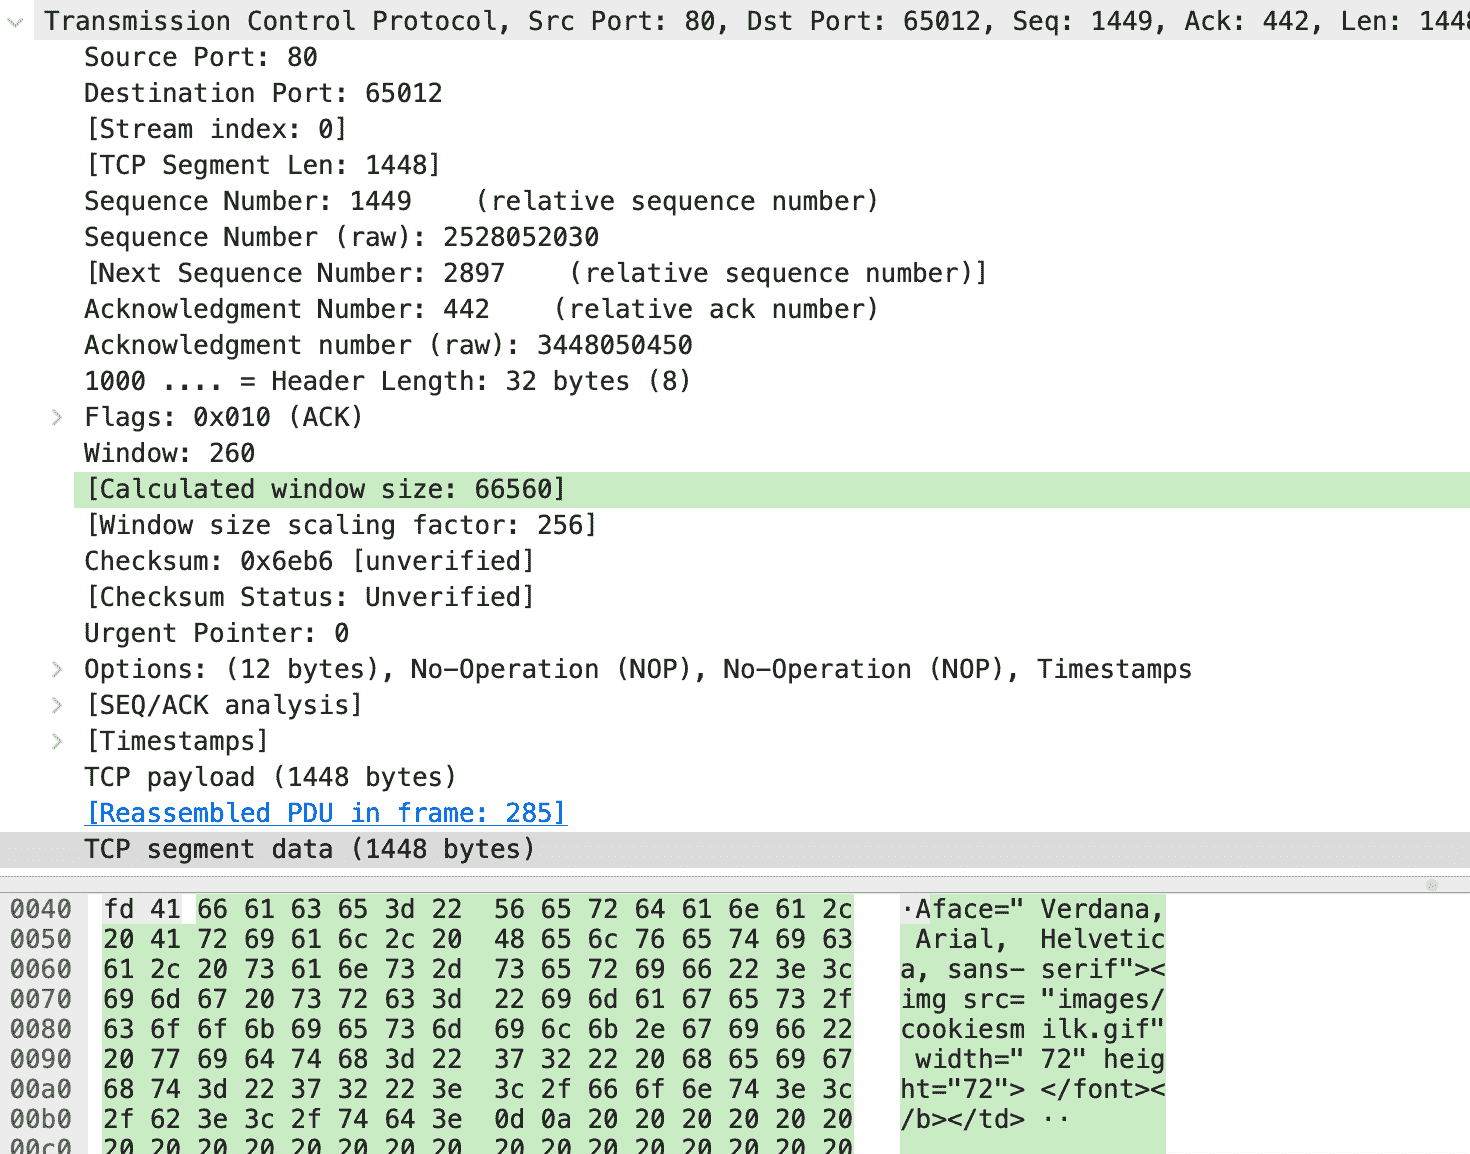 Transmission Control Protocol, Src Port: 80, Dst Port: 65012, Seq: 1449, Ack: 442, Len: 1448
Source Port: 80
Destination Port: 65012
[Stream index: 0]
[TCP Segment Len: 1448]
Sequence Number: 1449    (relative sequence number)
Sequence Number (raw): 2528052030
[Next Sequence Number: 2897    (relative sequence number)]
Acknowledgment Number: 442    (relative ack number)
Acknowledgment number (raw): 3448050450
1000 .... = Header Length: 32 bytes (8)
Flags: 0x010 (ACK)
Window: 260
[Calculated window size: 66560]
[Window size scaling factor: 256]
Checksum: 0x6eb6 [unverified]
[Checksum Status: Unverified]
Urgent Pointer: 0
Options: (12 bytes), No-Operation (NOP), No-Operation (NOP), Timestamps
[SEQ/ACK analysis]
[Timestamps]
TCP payload (1448 bytes)
[Reassembled PDU in frame: 285]
TCP segment data (1448 bytes)
0040 fd 41 66 61 63 65 3d 22 56 65 72 64 61 6e 61 2c ·Aface=" Verdana,
0050 20 41 72 69 61 6c 2c 20 48 65 6c 76 65 74 69 63 Arial, Helvetic
0060 61 2c 20 73 61 6e 73 2d 73 65 72 69 66 22 3e 3c a, sans- serif"><
0070 69 6d 67 20 73 72 63 3d 22 69 6d 61 67 65 73 2f img src= "images/
0080 63 6f 6f 6b 69 65 73 6d 69 6c 6b 2e 67 69 66 22 cookiesm ilk.gif"
0090 20 77 69 64 74 68 3d 22 37 32 22 20 68 65 69 67 width=" 72" heig
00a0 68 74 3d 22 37 32 22 3e 3c 2f 66 6f 6e 74 3e 3c ht="72"> </font><
00b0 2f 62 3e 3c 2f 74 64 3e 0d 0a 20 20 20 20 20 20 /b></td> ··
00c0 20 20 20 20 20 20 20 20 20 20 20 20 20 20 20 20